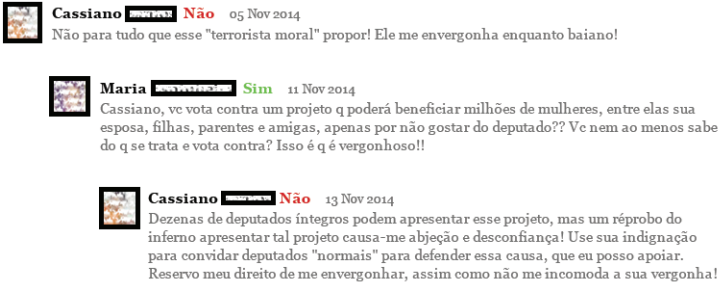 Cassiano Não 05 Nov 2014
Não para tudo que esse "terrorista moral" propor! Ele me envergonha enquanto baiano!
Maria Sim 11 Nov 2014
Cassiano, vc vota contra um projeto q poderá beneficiar milhões de mulheres, entre elas sua
esposa, filhas, parentes e amigas, apenas por não gostar do deputado?? Vc nem ao menos sabe
do q se trata e vota contra? Isso é q é vergonhoso!!
Cassiano Não 13 Nov 2014
Dezenas de deputados íntegros podem apresentar esse projeto, mas um réprobo do
inferno apresentar tal projeto causa-me abjeção e desconfiança! Use sua indignação
para convidar deputados "normais" para defender essa causa, que eu posso apoiar.
Reservo meu direito de me envergonhar, assim como não me incomoda a sua vergonha!